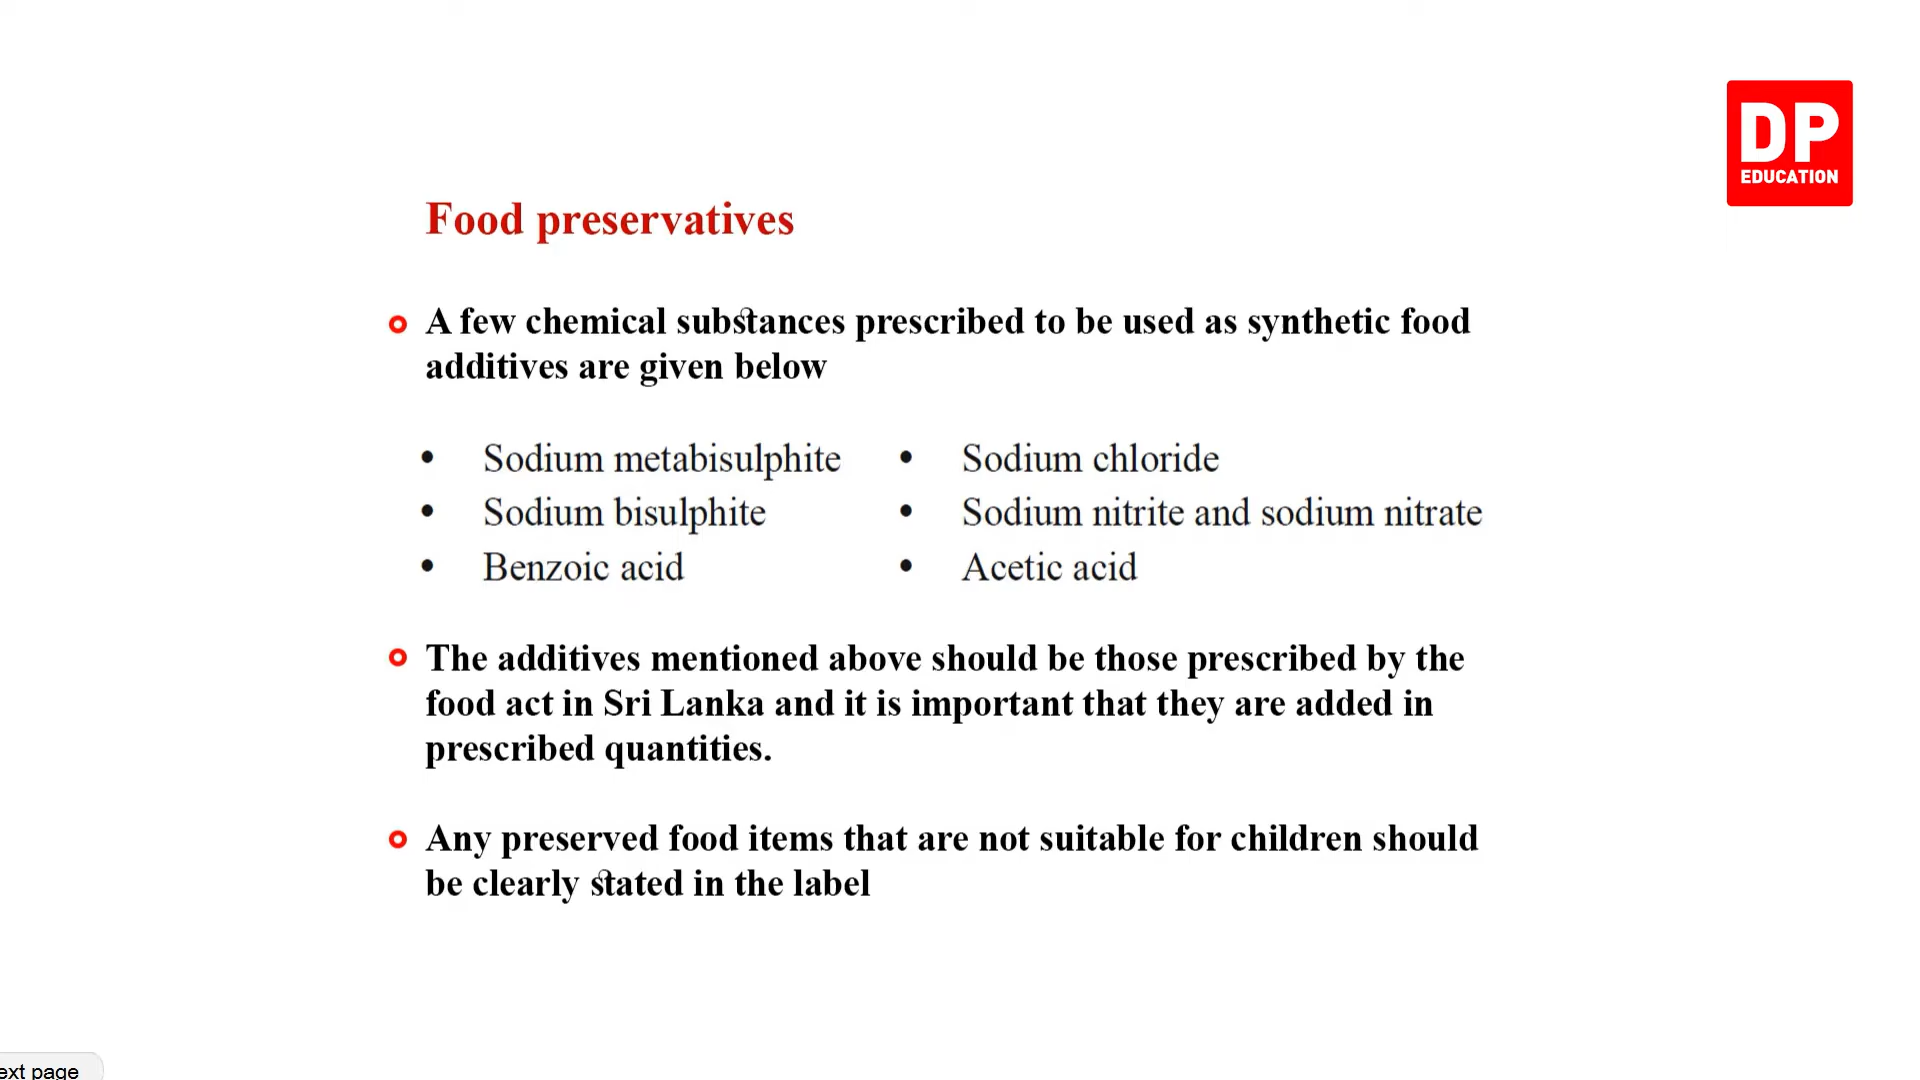 DP
EDUCATION
Food preservatives
A few chemical substances prescribed to be used as synthetic food
additives are given below
• Sodium metabisulphite • Sodium chloride
• Sodium bisulphite • Sodium nitrite and sodium nitrate
• Benzoic acid • Acetic acid
The additives mentioned above should be those prescribed by the
food act in Sri Lanka and it is important that they are added in
prescribed quantities.
Any preserved food items that are not suitable for children should
be clearly stated in the label
ext page